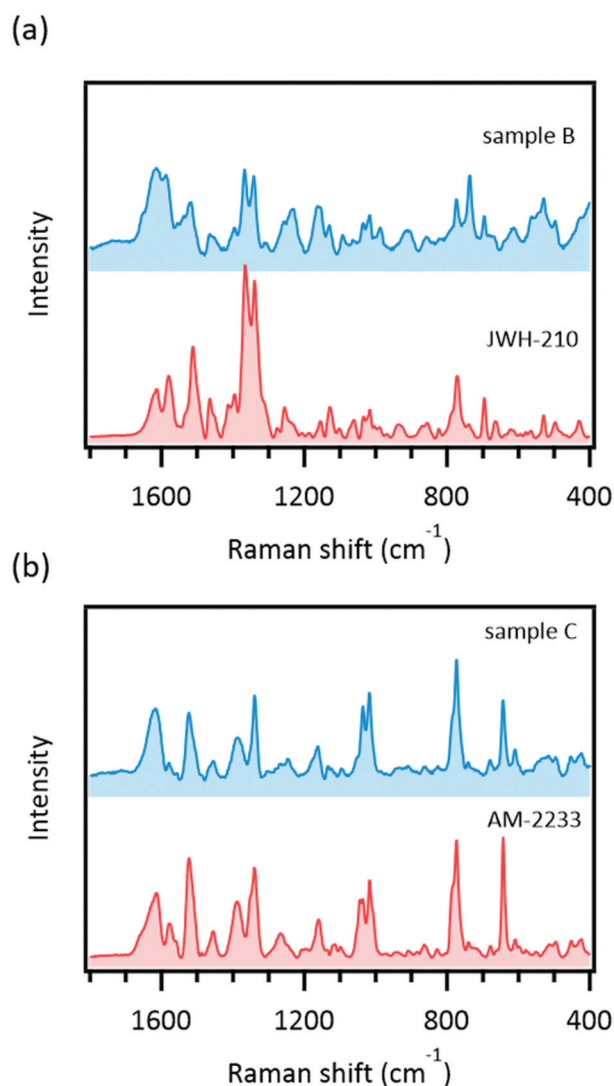 (a)
sample B
JWH-210
Intensity
1600 1200 800 400
Raman shift (cm⁻¹)
(b)
sample C
AM-2233
Intensity
1600 1200 800 400
Raman shift (cm⁻¹)